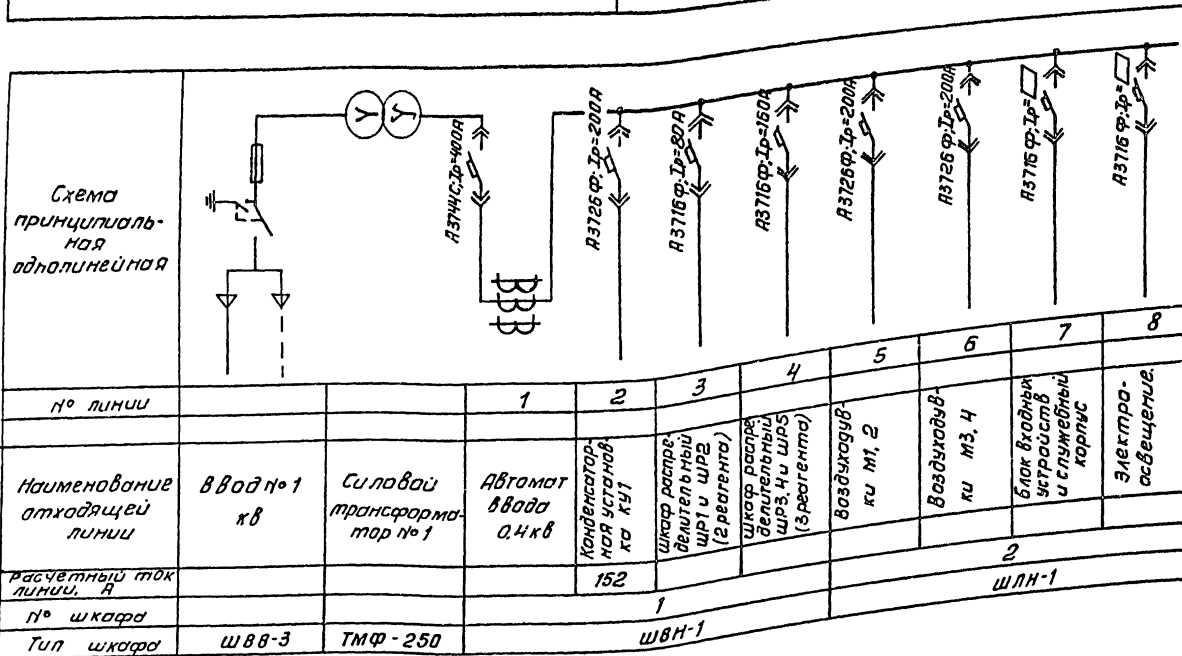 Схема
принципиаль-
ная
однолинейная
А3744С; Iр=400А
А3726Ф; Iр=200А
А3716Ф; Iр=80А
А3716Ф; Iр=160А
А3726Ф; Iр=200А
А3726Ф; Iр=200А
А3716Ф; Iр=
А3716Ф; Iр=
№ линии
1
2
3
4
5
6
7
8
Наименование
отходящей
линии
Ввод №1
кв
Силовой
трансформа-
тор №1
Автомат
ввода
0,4кв
Конденсатор-
ная установ-
ка КУ1
шкаф распре
делительный
ШР1 и ШР2
(2 реагента)
шкаф распре
делительный
ШР3,4 и ШР5
(3 реагента)
Воздуходув-
ки М1, 2
Воздуходув-
ки М3, 4
Блок входных
устройств
и служебный
корпус
Электро-
освещение.
Расчетный ток
линии, А
152
№ шкафа
1
2
Тип шкафа
ШВВ-3
ТМФ-250
ШВН-1
ШЛН-1